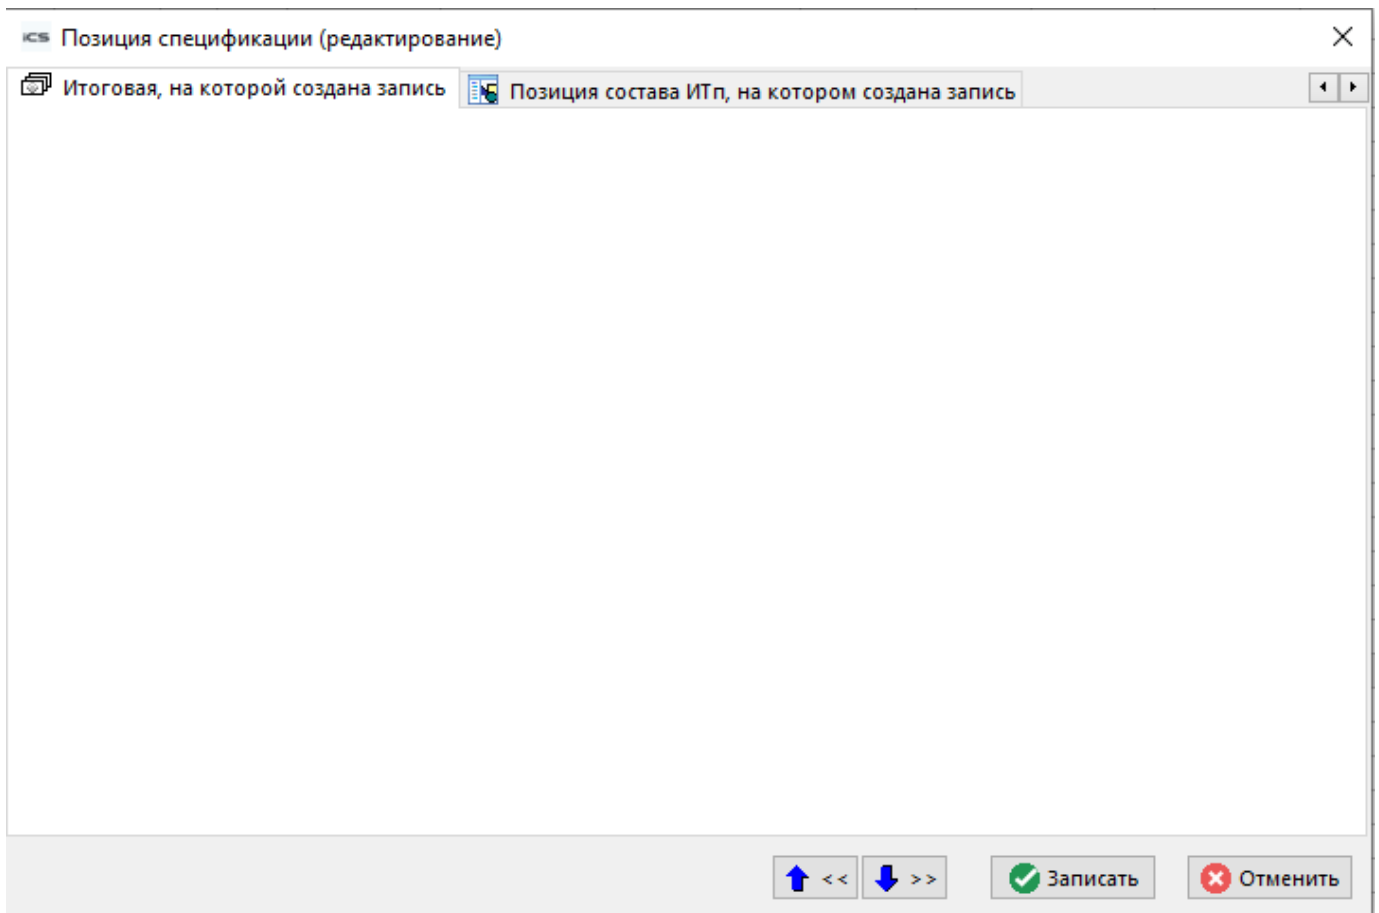 iCS Позиция спецификации (редактирование)
Итоговая, на которой создана запись
Позиция состава ИТп, на котором создана запись
<< >> Записать Отменить